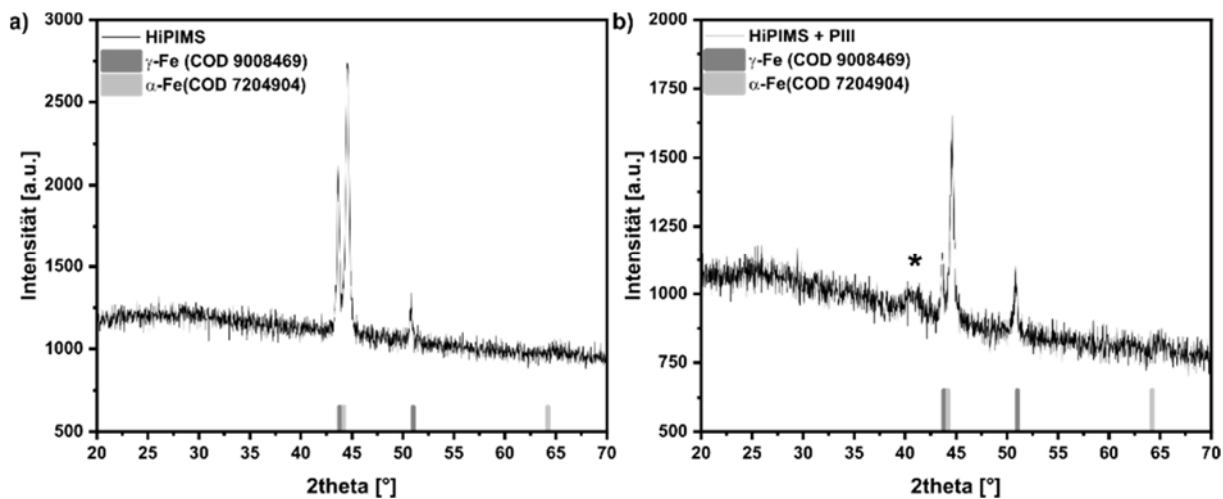 a)
3000
2500
2000
1500
1000
500
Intensität [a.u.]
HiPIMS
γ-Fe (COD 9008469)
α-Fe(COD 7204904)
20 25 30 35 40 45 50 55 60 65 70
2theta [°]
b)
2000
1750
1500
1250
1000
750
500
Intensität [a.u.]
HiPIMS + PIII
γ-Fe (COD 9008469)
α-Fe(COD 7204904)
*
20 25 30 35 40 45 50 55 60 65 70
2theta [°]